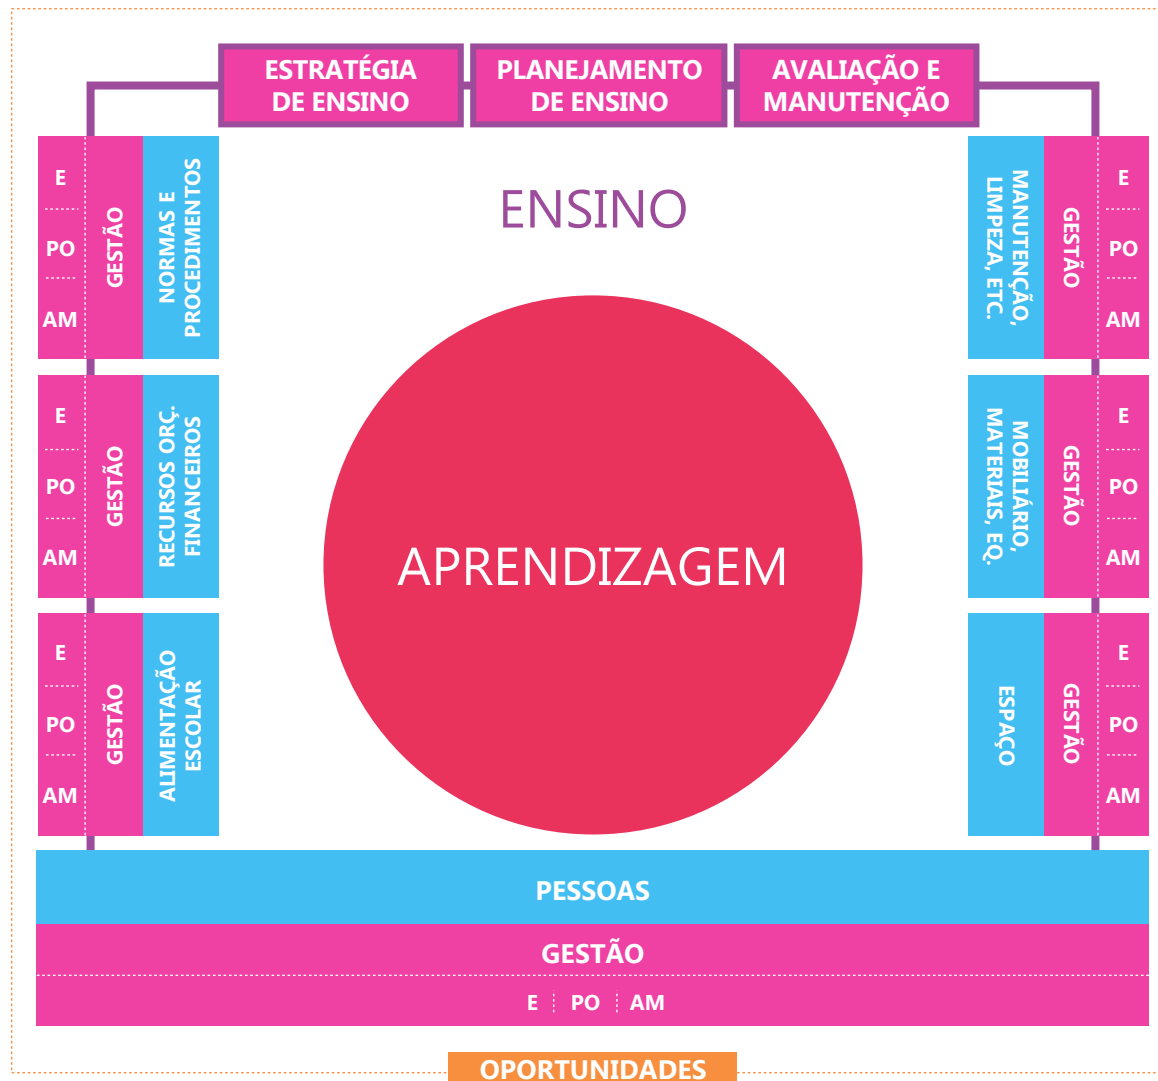 ESTRATÉGIA
DE ENSINO
PLANEJAMENTO
DE ENSINO
AVALIAÇÃO E
MANUTENÇÃO
ENSINO
APRENDIZAGEM
E
PO
AM
GESTÃO
NORMAS E
PROCEDIMENTOS
E
PO
AM
GESTÃO
RECURSOS ORÇ.
FINANCEIROS
E
PO
AM
GESTÃO
ALIMENTAÇÃO
ESCOLAR
MANUTENÇÃO,
LIMPEZA, ETC.
GESTÃO
E
PO
AM
MOBILIÁRIO,
MATERIAIS, EQ.
GESTÃO
E
PO
AM
ESPAÇO
GESTÃO
E
PO
AM
PESSOAS
GESTÃO
E PO AM
OPORTUNIDADES